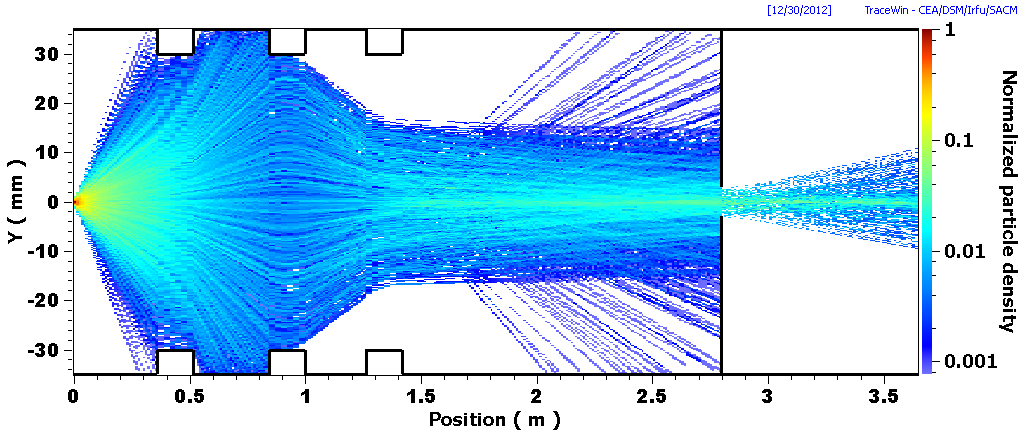 [12/30/2012] TraceWin - CEA/DSM/Irfu/SACM
30
20
10
0
-10
-20
-30
Y ( mm )
0 0.5 1 1.5 2 2.5 3 3.5
Position ( m )
1
0.1
0.01
0.001
Normalized particle density